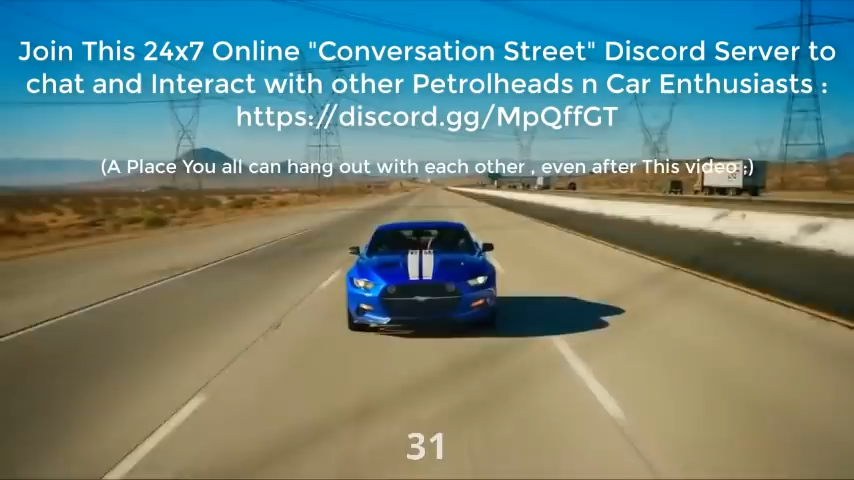 Join This 24x7 Online "Conversation Street" Discord Server to
chat and Interact with other Petrolheads n Car Enthusiasts :
https://discord.gg/MpQffGT
(A Place You all can hang out with each other , even after This video ;)
31